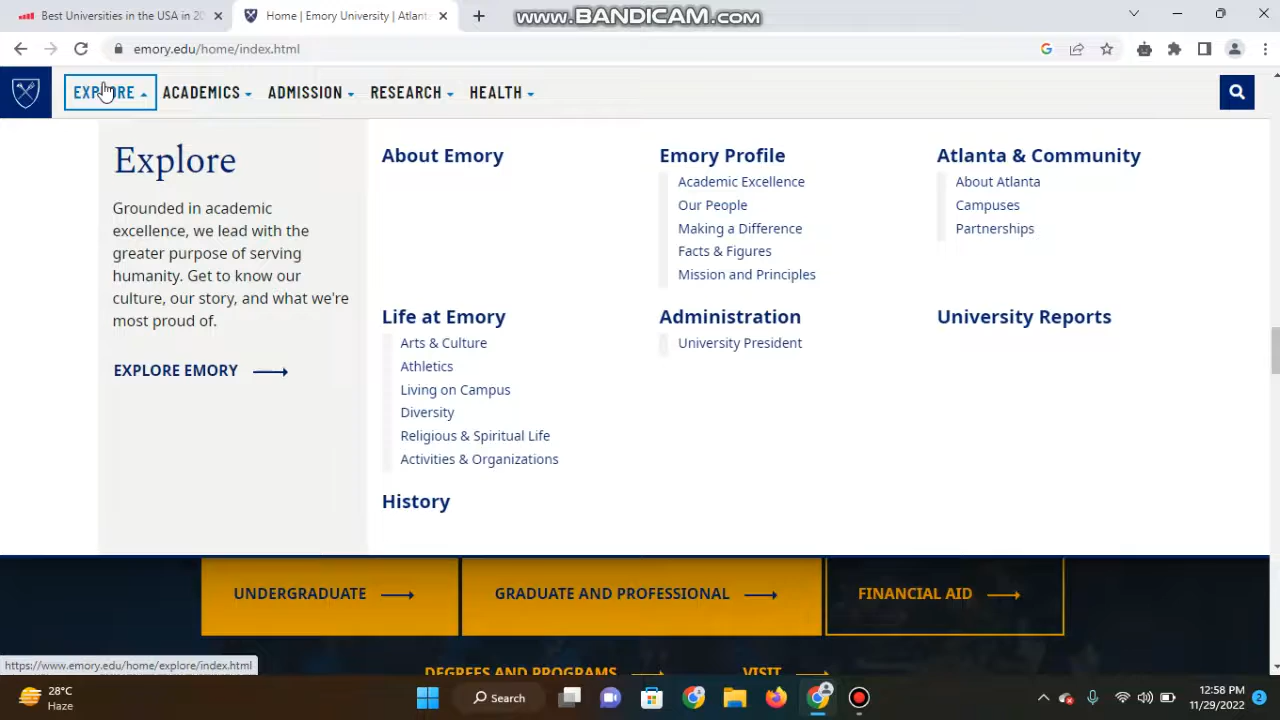 Best Universities in the USA in 20
Home | Emory University | Atlant
www.BANDICAM.com
emory.edu/home/index.html
EXPLORE
ACADEMICS
ADMISSION
RESEARCH
HEALTH
Explore
Grounded in academic
excellence, we lead with the
greater purpose of serving
humanity. Get to know our
culture, our story, and what we're
most proud of.
EXPLORE EMORY
About Emory
Emory Profile
Academic Excellence
Our People
Making a Difference
Facts & Figures
Mission and Principles
Atlanta & Community
About Atlanta
Campuses
Partnerships
Life at Emory
Arts & Culture
Athletics
Living on Campus
Diversity
Religious & Spiritual Life
Activities & Organizations
Administration
University President
University Reports
History
UNDERGRADUATE
GRADUATE AND PROFESSIONAL
FINANCIAL AID
DEGREES AND PROGRAMS
VISIT
https://www.emory.edu/home/explore/index.html
28°C
Haze
Search
12:58 PM
11/29/2022
2